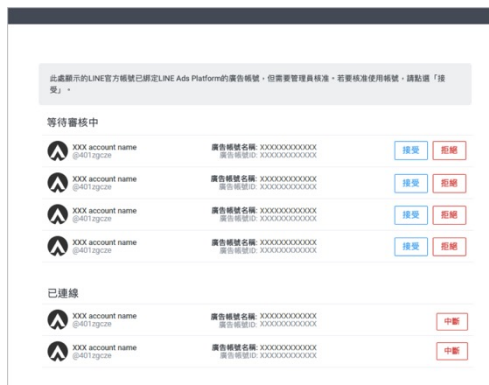 此處顯示的LINE官方帳號已綁定LINE Ads Platform的廣告帳號，但需要管理員核准。若要核准使用帳號，請點選「接
受」。
等待審核中
XXX account name 廣告帳號名稱: XXXXXXXXXXXX 接受 拒絕
@401zgcze 廣告帳號ID: XXXXXXXXXXXX
XXX account name 廣告帳號名稱: XXXXXXXXXXXX 接受 拒絕
@401zgcze 廣告帳號ID: XXXXXXXXXXXX
XXX account name 廣告帳號名稱: XXXXXXXXXXXX 接受 拒絕
@401zgcze 廣告帳號ID: XXXXXXXXXXXX
XXX account name 廣告帳號名稱: XXXXXXXXXXXX 接受 拒絕
@401zgcze 廣告帳號ID: XXXXXXXXXXXX
已連線
XXX account name 廣告帳號名稱: XXXXXXXXXXXX 中斷
@401zgcze 廣告帳號ID: XXXXXXXXXXXX
XXX account name 廣告帳號名稱: XXXXXXXXXXXX 中斷
@401zgcze 廣告帳號ID: XXXXXXXXXXXX